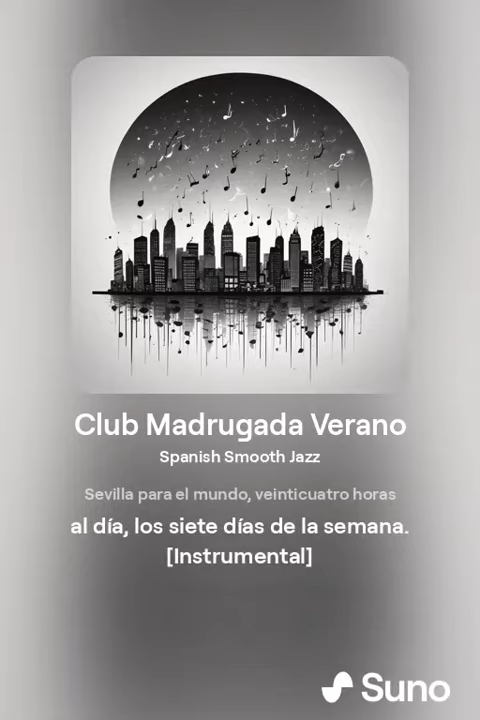 Club Madrugada Verano
Spanish Smooth Jazz
Sevilla para el mundo, veinticuatro horas
al día, los siete días de la semana.
[Instrumental]
Suno